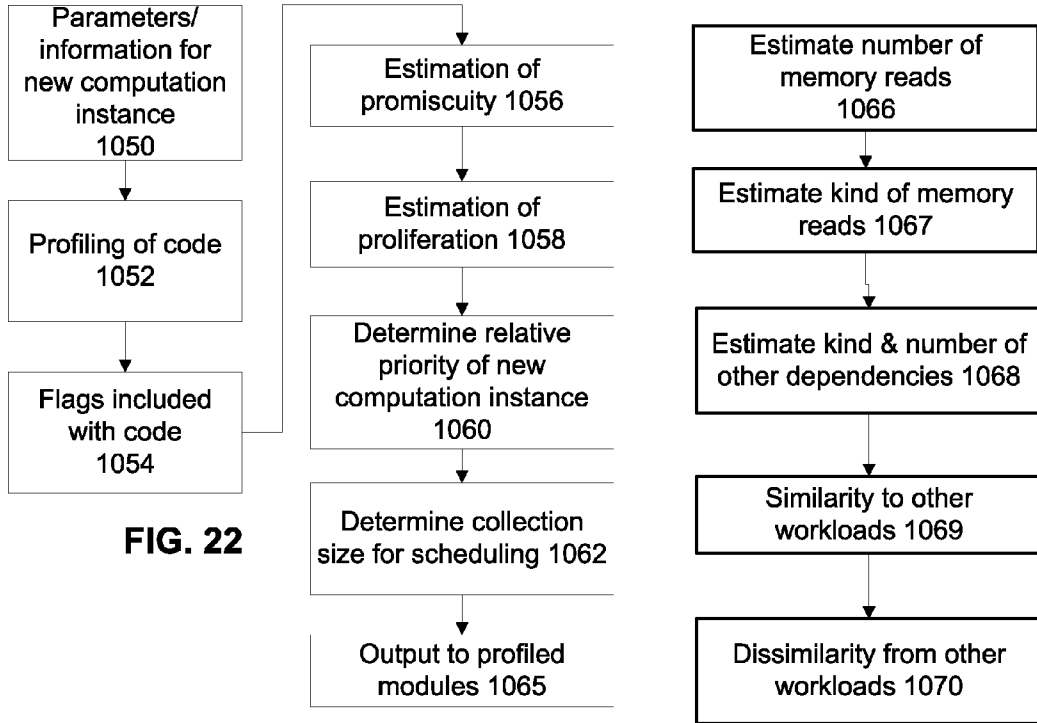 Parameters/
information for
new computation
instance
1050
Profiling of code
1052
Flags included
with code
1054
FIG. 22
Estimation of
promiscuity 1056
Estimation of
proliferation 1058
Determine relative
priority of new
computation instance
1060
Determine collection
size for scheduling 1062
Output to profiled
modules 1065
Estimate number of
memory reads
1066
Estimate kind of memory
reads 1067
Estimate kind & number of
other dependencies 1068
Similarity to other
workloads 1069
Dissimilarity from other
workloads 1070